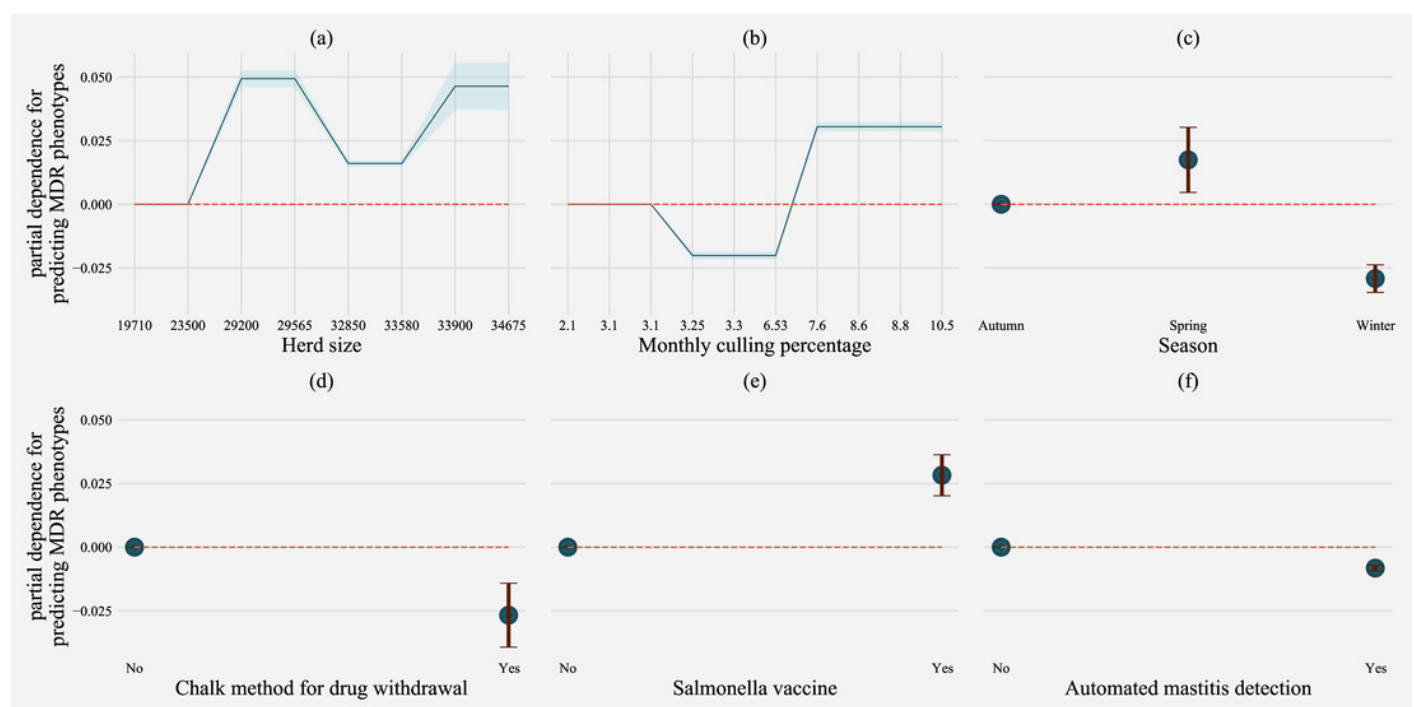 (a)
(b)
(c)
partial dependence for
predicting MDR phenotypes
0.050
0.025
0.000
−0.025
19710 23500 29200 29565 32850 33580 33900 34675
Herd size
2.1 3.1 3.1 3.25 3.3 6.53 7.6 8.6 8.8 10.5
Monthly culling percentage
Autumn Spring Winter
Season
(d)
(e)
(f)
partial dependence for
predicting MDR phenotypes
0.050
0.025
0.000
−0.025
No Yes
Chalk method for drug withdrawal
No Yes
Salmonella vaccine
No Yes
Automated mastitis detection